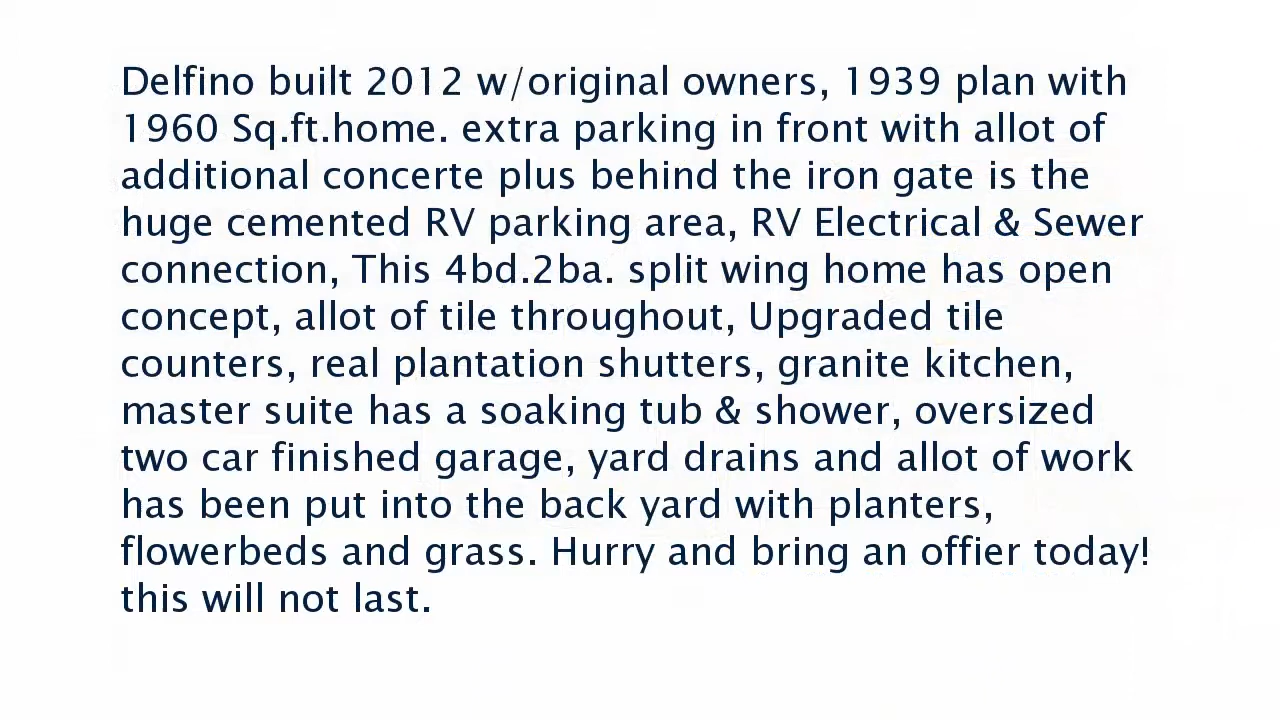 Delfino built 2012 w/original owners, 1939 plan with
1960 Sq.ft.home. extra parking in front with allot of
additional concerte plus behind the iron gate is the
huge cemented RV parking area, RV Electrical & Sewer
connection, This 4bd.2ba. split wing home has open
concept, allot of tile throughout, Upgraded tile
counters, real plantation shutters, granite kitchen,
master suite has a soaking tub & shower, oversized
two car finished garage, yard drains and allot of work
has been put into the back yard with planters,
flowerbeds and grass. Hurry and bring an offier today!
this will not last.